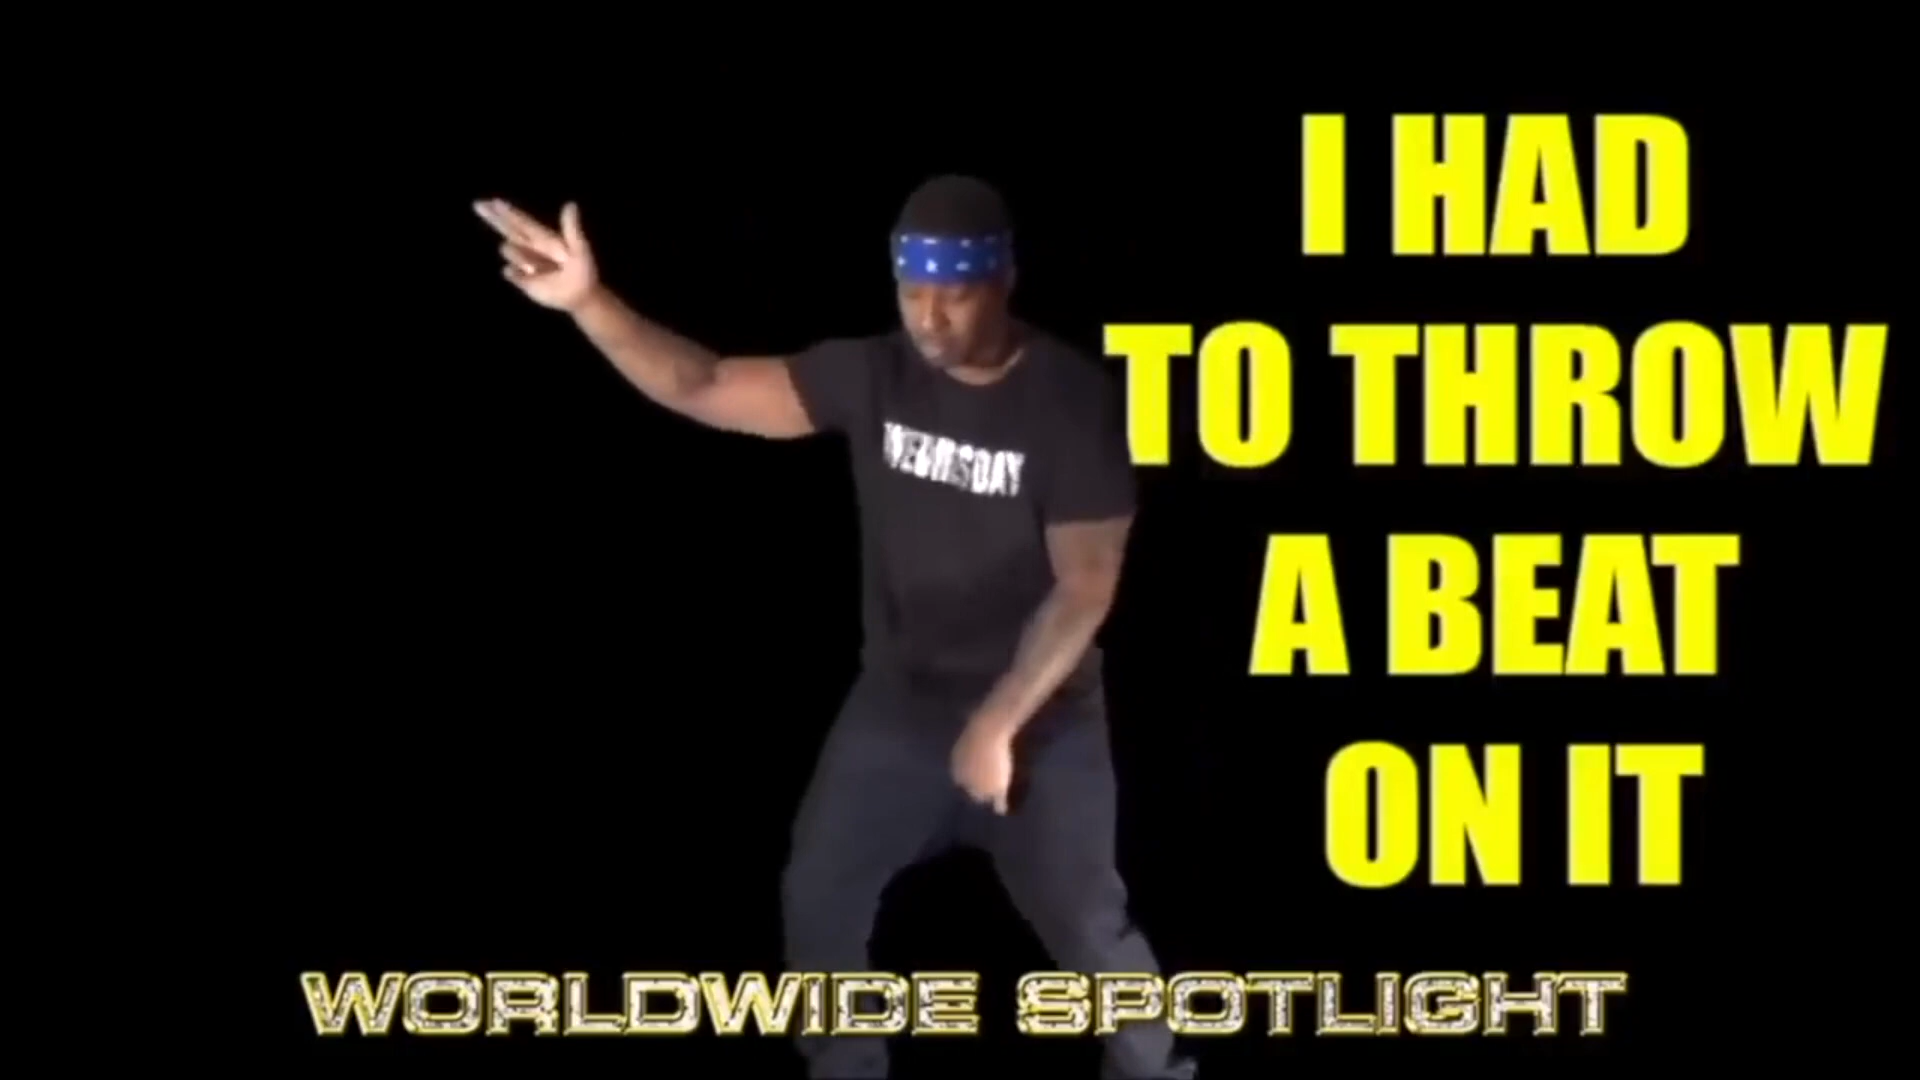 I HAD
TO THROW
A BEAT
ON IT
WORLDWIDE SPOTLIGHT